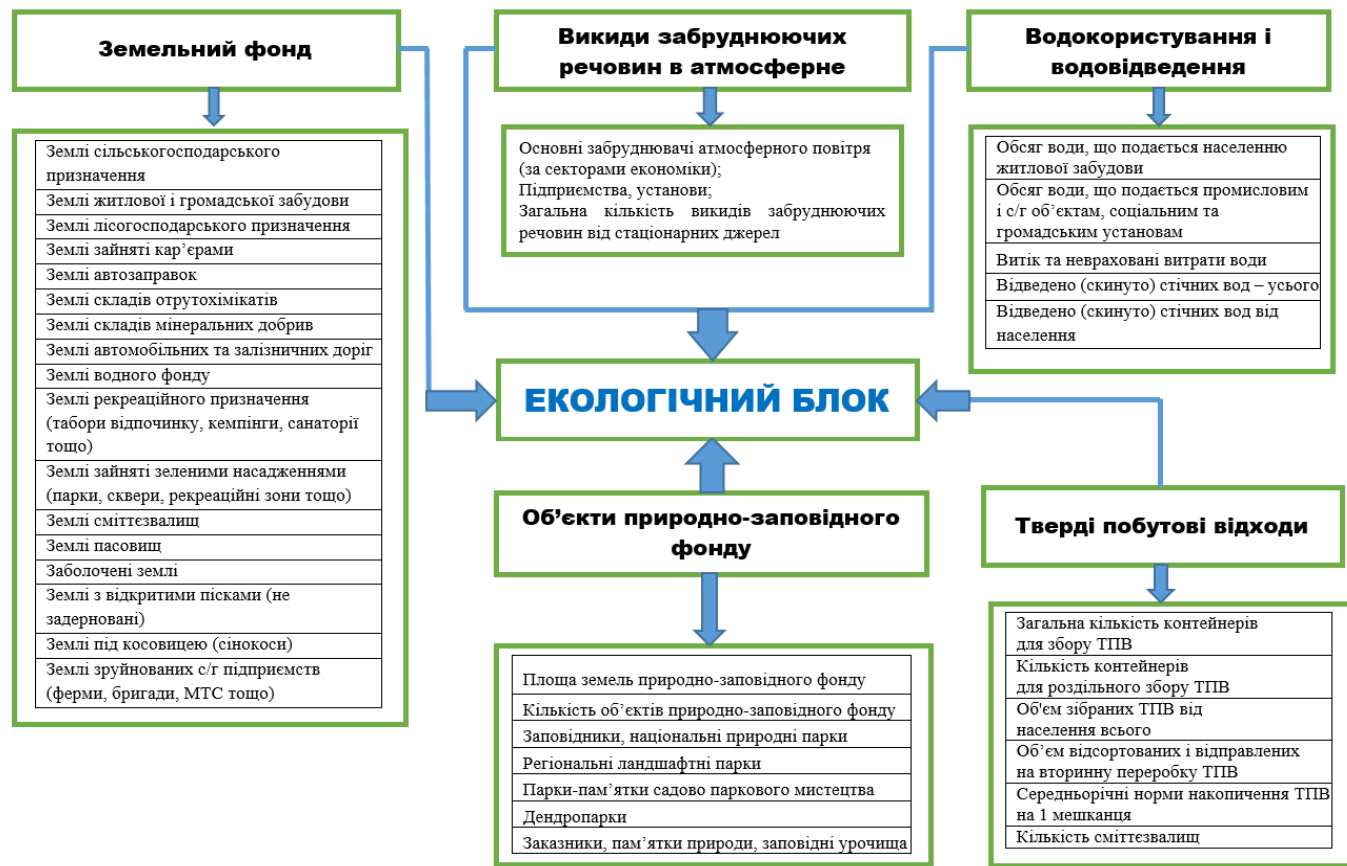 Земельний фонд
Землі сільськогосподарського
призначення
Землі житлової і громадської забудови
Землі лісогосподарського призначення
Землі зайняті кар’єрами
Землі автозаправок
Землі складів отрутохімікатів
Землі складів мінеральних добрив
Землі автомобільних та залізничних доріг
Землі водного фонду
Землі рекреаційного призначення
(табори відпочинку, кемпінги, санаторії
тощо)
Землі зайняті зеленими насадженнями
(парки, сквери, рекреаційні зони тощо)
Землі сміттєзвалищ
Землі пасовищ
Заболочені землі
Землі з відкритими пісками (не
задерновані)
Землі під косовицею (сінокоси)
Землі зруйнованих с/г підприємств
(ферми, бригади, МТС тощо)
Викиди забруднюючих
речовин в атмосферне
Основні забруднювачі атмосферного повітря
(за секторами економіки);
Підприємства, установи;
Загальна кількість викидів забруднюючих
речовин від стаціонарних джерел
Водокористування і
водовідведення
Обсяг води, що подається населенню
житлової забудови
Обсяг води, що подається промисловим
і с/г об’єктам, соціальним та
громадським установам
Витік та невраховані витрати води
Відведено (скинуто) стічних вод – усього
Відведено (скинуто) стічних вод від
населення
ЕКОЛОГІЧНИЙ БЛОК
Об’єкти природно-заповідного
фонду
Площа земель природно-заповідного фонду
Кількість об’єктів природно-заповідного фонду
Заповідники, національні природні парки
Регіональні ландшафтні парки
Парки-пам’ятки садово паркового мистецтва
Дендропарки
Заказники, пам’ятки природи, заповідні урочища
Тверді побутові відходи
Загальна кількість контейнерів
для збору ТПВ
Кількість контейнерів
для роздільного збору ТПВ
Об'єм зібраних ТПВ від
населення всього
Об’єм відсортованих і відправлених
на вторинну переробку ТПВ
Середньорічні норми накопичення ТПВ
на 1 мешканця
Кількість сміттєзвалищ